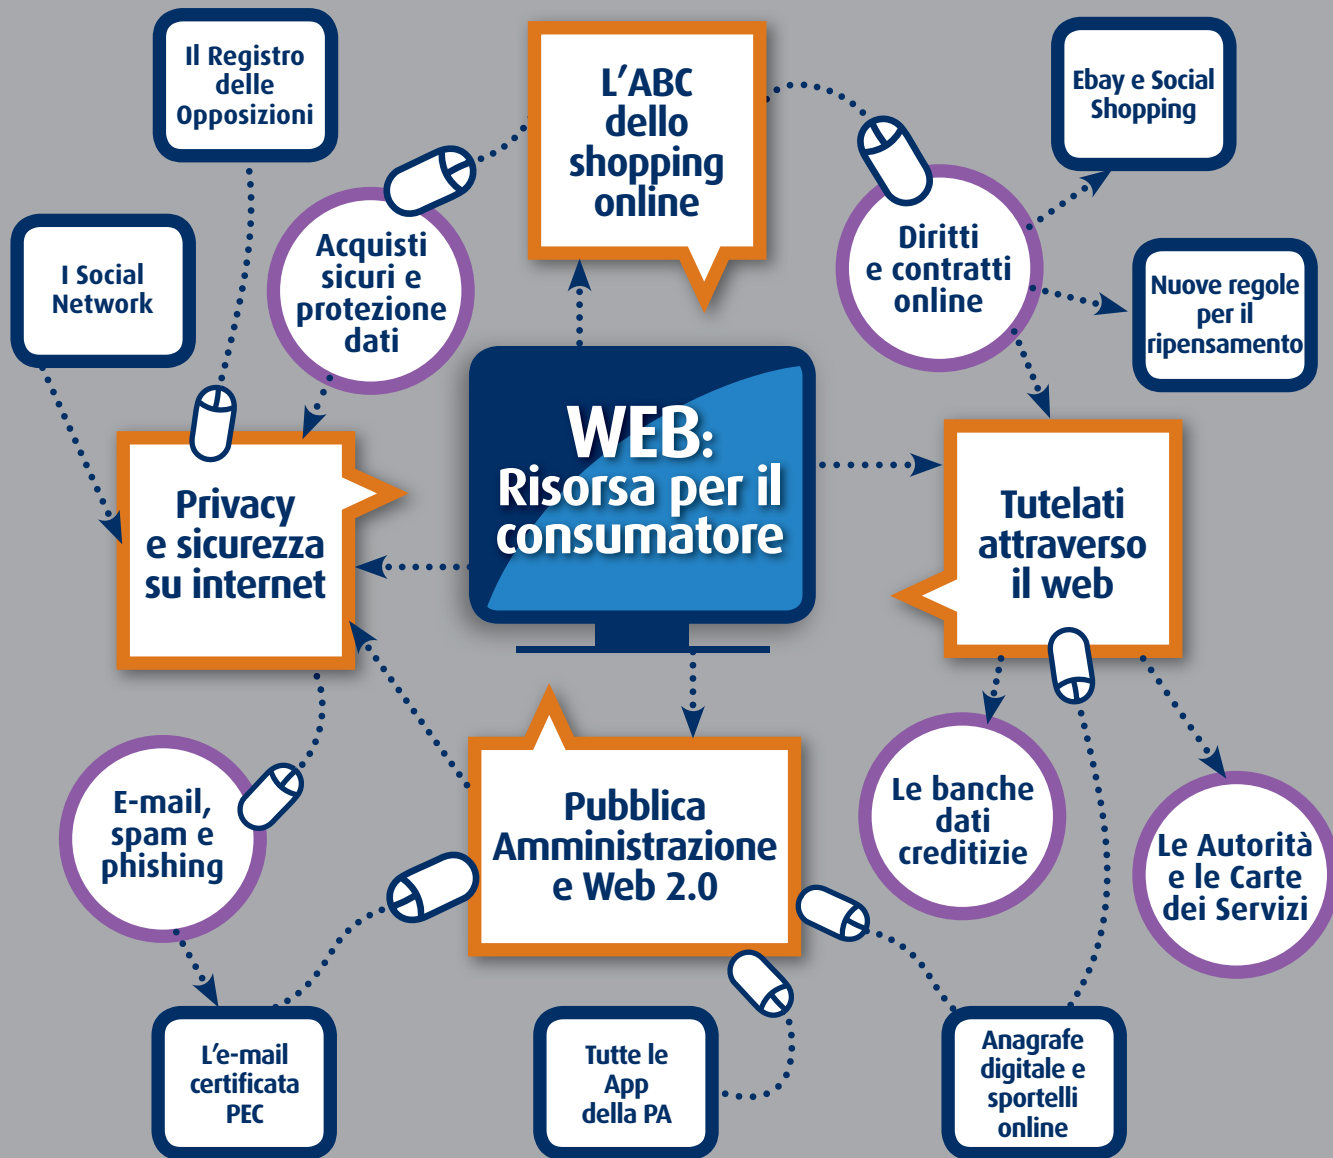 Il Registro
delle
Opposizioni
L'ABC
dello
shopping
online
Ebay e Social
Shopping
I Social
Network
Acquisti
sicuri e
protezione
dati
Diritti
e contratti
online
Nuove regole
per il
ripensamento
WEB:
Risorsa per il
consumatore
Privacy
e sicurezza
su internet
Tutelati
attraverso
il web
E-mail,
spam e
phishing
Pubblica
Amministrazione
e Web 2.0
Le banche
dati
creditizie
Le Autorità
e le Carte
dei Servizi
L'e-mail
certificata
PEC
Tutte le
App
della PA
Anagrafe
digitale e
sportelli
online